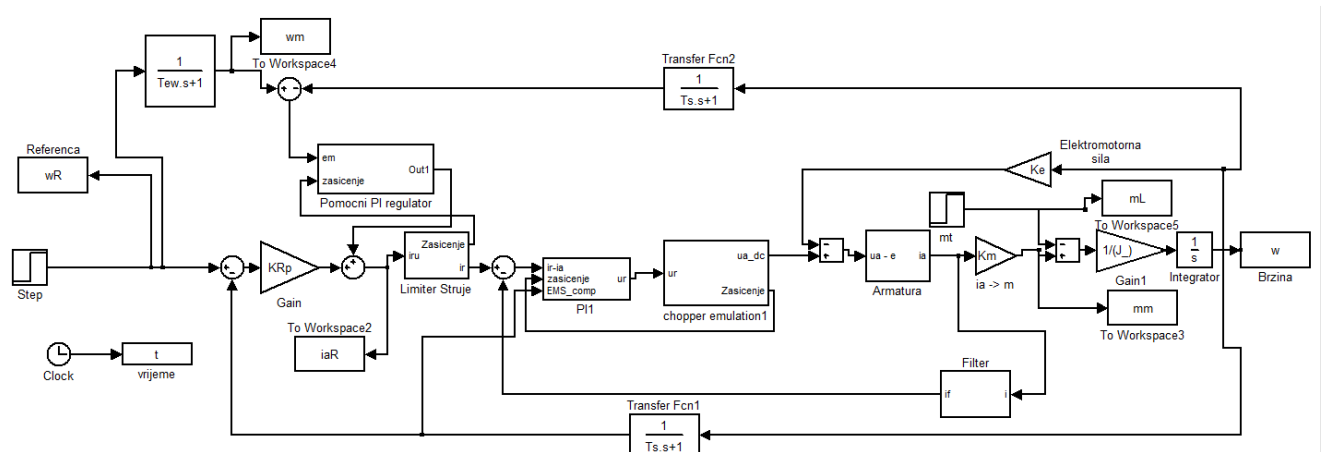 1
Tew.s+1
wm
To Workspace4
Transfer Fcn2
1
Ts.s+1
Referenca
wR
em
zasicenje
Out1
Pomocni PI regulator
Elektromotorna
sila
Ke
mL
To Workspace5
mt
Step
KRp
Gain
iru
Zasicenje
ir
Limiter Struje
ir-ia
zasicenje
EMS_comp
ur
PI1
ur
ua_dc
Zasicenje
chopper emulation1
ua - e
ia
Armatura
Km
ia -> m
1/(J_)
Gain1
1
s
Integrator
w
Brzina
mm
To Workspace3
To Workspace2
iaR
Clock
t
vrijeme
Filter
if
i
Transfer Fcn1
1
Ts.s+1